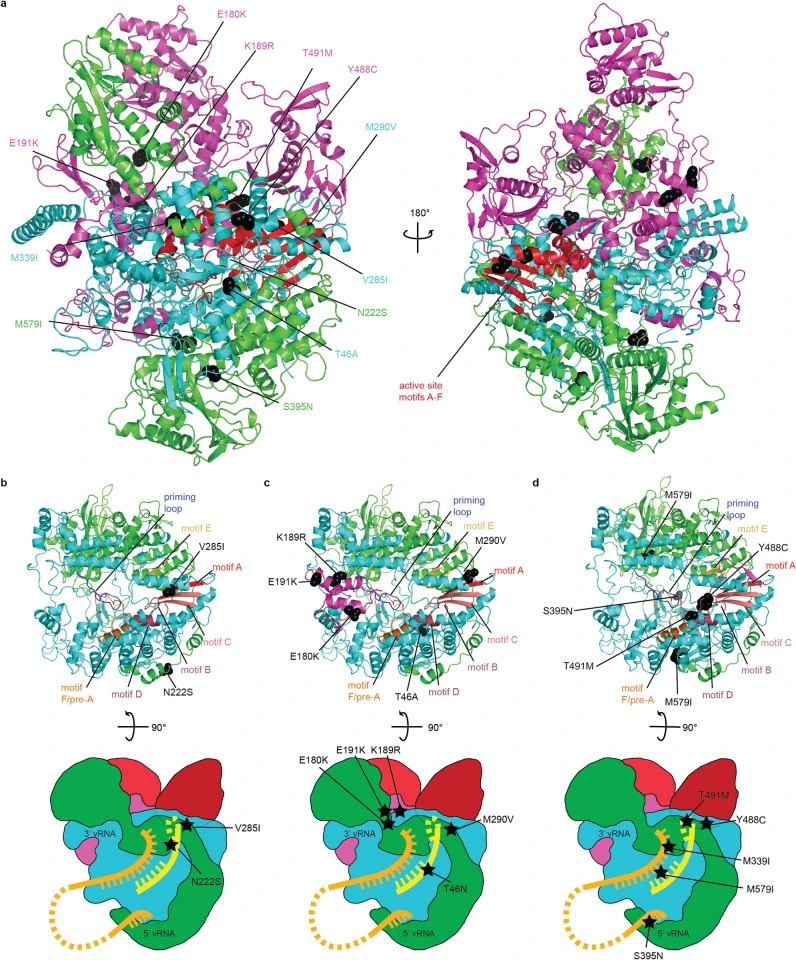 a
E180K
K189R
T491M
Y488C
M290V
E191K
180°
M339I
V285I
N222S
M579I
T46A
S395N
active site
motifs A-F
b
priming
loop
motif E
V285I
motif A
motif C
motif B
N222S
motif D
motif
F/pre-A
90°
3' vRNA
V285I
N222S
5' vRNA
c
priming
loop
motif E
M290V
K189R
motif A
E191K
motif C
E180K
motif B
motif
F/pre-A
motif D
T46A
90°
E191K
K189R
E180K
3' vRNA
M290V
T46N
5' vRNA
d
M579I
priming
loop
motif E
Y488C
motif A
S395N
motif C
T491M
motif B
motif
F/pre-A
motif D
M579I
90°
T491M
Y488C
3' vRNA
M339I
M579I
5' vRNA
S395N